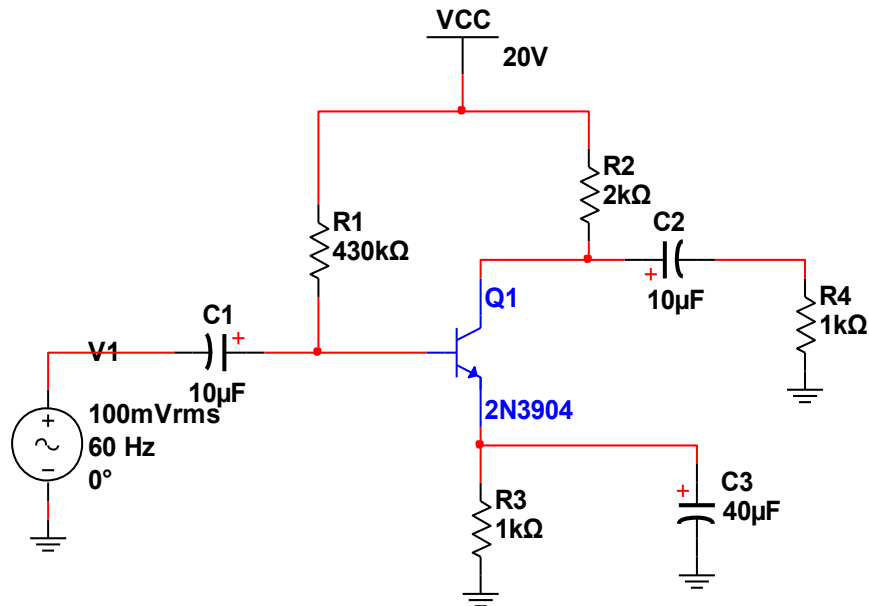 VCC
20V
R2
2kΩ
R1
430kΩ
C2
+
10µF
Q1
R4
1kΩ
C1
+
V1
10µF
2N3904
100mVrms
60 Hz
0°
+
C3
40µF
R3
1kΩ